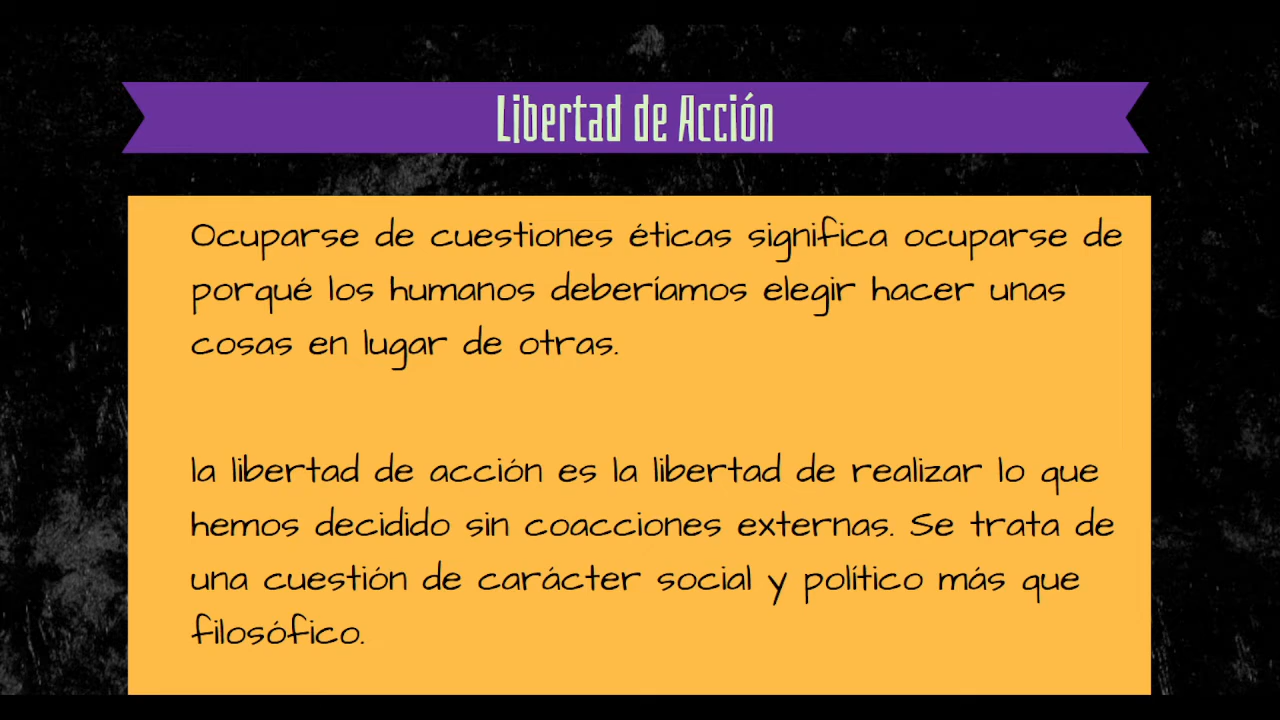 Libertad de Acción
Ocuparse de cuestiones éticas significa ocuparse de
porqué los humanos deberíamos elegir hacer unas
cosas en lugar de otras.
la libertad de acción es la libertad de realizar lo que
hemos decidido sin coacciones externas. Se trata de
una cuestión de carácter social y político más que
filosófico.